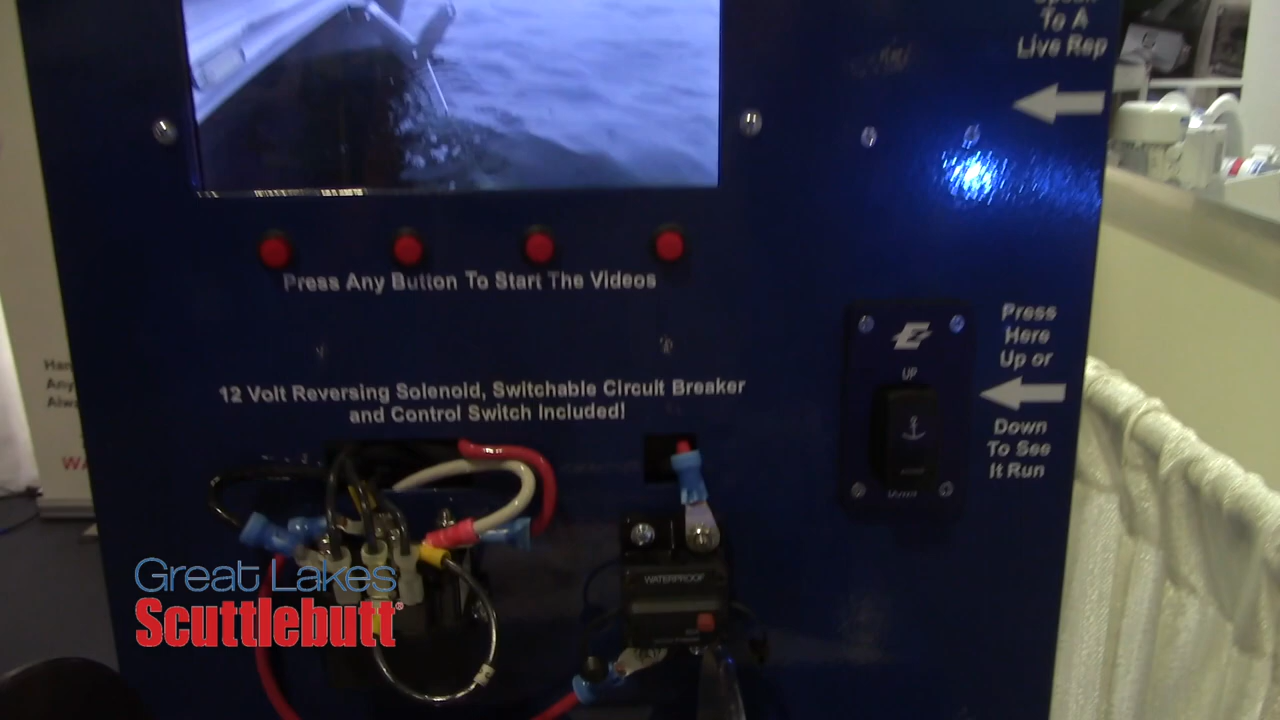 To A
Live Rep
Press Any Button To Start The Videos
Press
Here
Up or
Down
To See
It Run
UP
12 Volt Reversing Solenoid, Switchable Circuit Breaker
and Control Switch Included!
WATERPROOF
Great Lakes
Scuttlebutt®